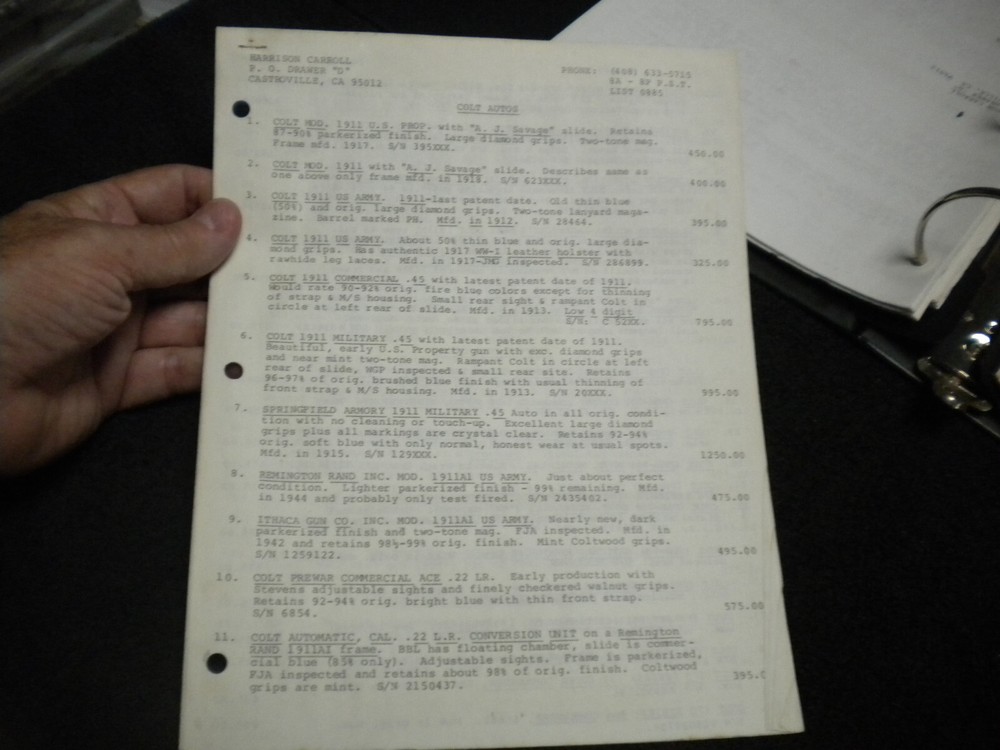 HARRISON CARROLL
P. O. DRAWER "D"
CASTROVILLE, CA 95012
PHONE: (408) 633-5715
8A - 8P P.S.T.
LIST 0881
COLT AUTOS
1. COLT MOD. 1911 U.S. PROP. with "A. J. Savage" slide. Retains
87-90% parkerized finish. Large diamond grips. Two-tone mag.
Frame mfd. 1917. S/N 395XXX. 450.00
2. COLT MOD. 1911 with "A. J. Savage" slide. Describes same as
one above only frame mfd. in 1918. S/N 621XXX. 400.00
3. COLT 1911 US ARMY. 1911-last patent date. Old thin blue
(50%) and orig. large diamond grips. Two-tone lanyard maga-
zine. Barrel marked PH. Mfd. in 1912. S/N 28464. 395.00
4. COLT 1911 US ARMY. About 50% thin blue and orig. large dia-
mond grips. Has authentic 1917 WW-1 leather holster with
rawhide leg laces. Mfd. in 1917-JMG inspected. S/N 286899. 325.00
5. COLT 1911 COMMERCIAL .45 with latest patent date of 1911.
Would rate 90-92% orig. fire blue colors except for thinning
of strap & M/S housing. Small rear sight & rampant Colt in
circle at left rear of slide. Mfd. in 1913. Low 4 digit
S/N: C 52XX. 795.00
6. COLT 1911 MILITARY .45 with latest patent date of 1911.
Beautiful, early U.S. Property gun with exc. diamond grips
and near mint two-tone mag. Rampant Colt in circle at left
rear of slide, WGP inspected & small rear site. Retains
96-97% of orig. brushed blue finish with usual thinning of
front strap & M/S housing. Mfd. in 1913. S/N 20XXX. 995.00
7. SPRINGFIELD ARMORY 1911 MILITARY .45 Auto in all orig. condi-
tion with no cleaning or touch-up. Excellent large diamond
grips plus all markings are crystal clear. Retains 92-94%
orig. soft blue with only normal, honest wear at usual spots.
Mfd. in 1915. S/N 129XXX. 1250.00
8. REMINGTON RAND INC. MOD. 1911A1 US ARMY. Just about perfect
condition. Lighter parkerized finish - 99% remaining. Mfd.
in 1944 and probably only test fired. S/N 2435402. 475.00
9. ITHACA GUN CO. INC. MOD. 1911A1 US ARMY. Nearly new, dark
parkerized finish and two-tone mag. FJA inspected. Mfd. in
1942 and retains 98½-99% orig. finish. Mint Coltwood grips.
S/N 1259122. 495.00
10. COLT PREWAR COMMERCIAL ACE .22 LR. Early production with
Stevens adjustable sights and finely checkered walnut grips.
Retains 92-94% orig. bright blue with thin front strap.
S/N 6854. 575.00
11. COLT AUTOMATIC, CAL. .22 L.R. CONVERSION UNIT on a Remington
RAND 1911A1 frame. BBL has floating chamber, slide is commer-
cial blue (85% only). Adjustable sights. Frame is parkerized,
FJA inspected and retains about 98% of orig. finish. Coltwood
grips are mint. S/N 2150437. 395.0